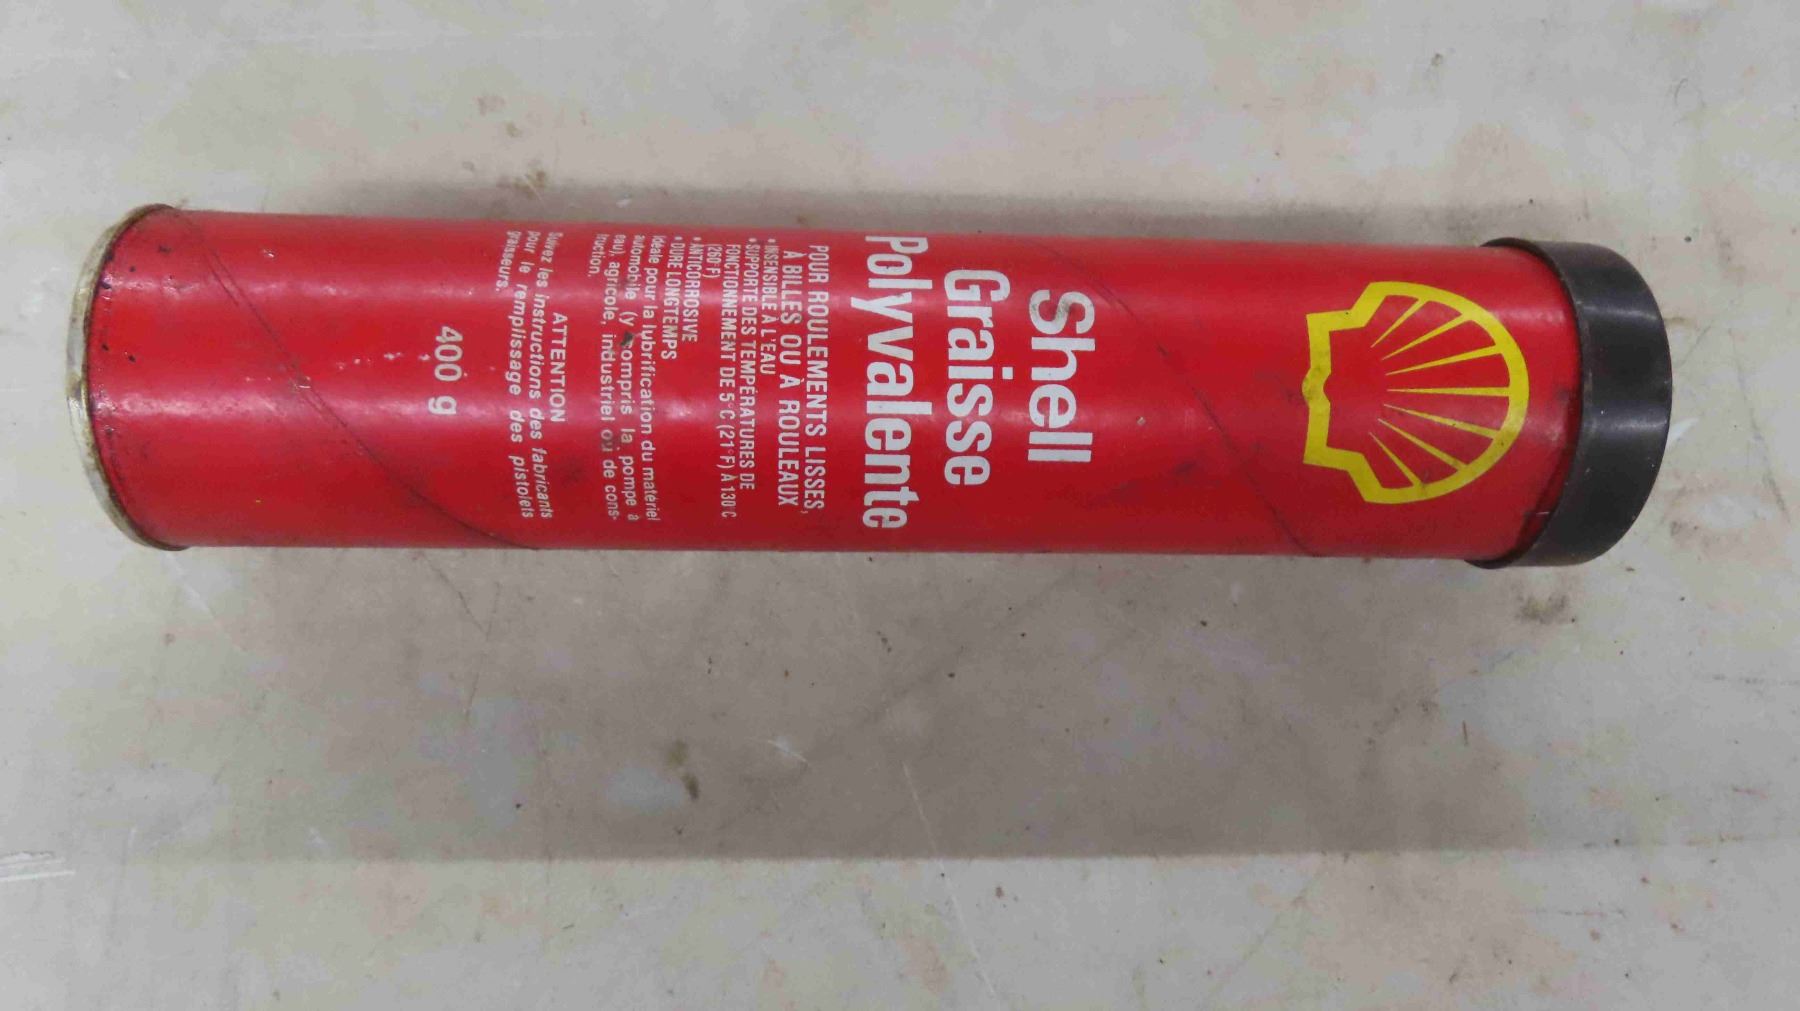 Shell
Graisse
Polyvalente
POUR ROULEMENTS LISSES,
À BILLES OU À ROULEAUX
• INSENSIBLE À L'EAU
• SUPPORTE DES TEMPÉRATURES DE
FONCTIONNEMENT DE 5°C (21°F) À 130°C
(260°F)
• ANTICORROSIVE
• DURE LONGTEMPS
Idéale pour la lubrification du matériel
automobile (y compris la pompe à
eau), agricole, industriel ou de cons-
truction.
ATTENTION
Suivez les instructions des fabricants
pour le remplissage des pistolets
graisseurs.
400 g